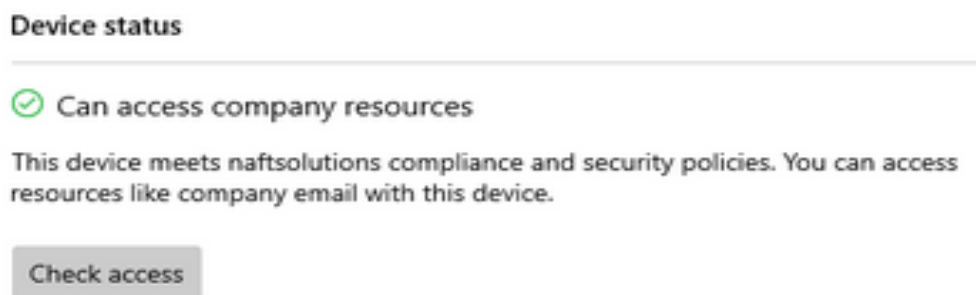 Device status
Can access company resources
This device meets naftsolutions compliance and security policies. You can access
resources like company email with this device.
Check access